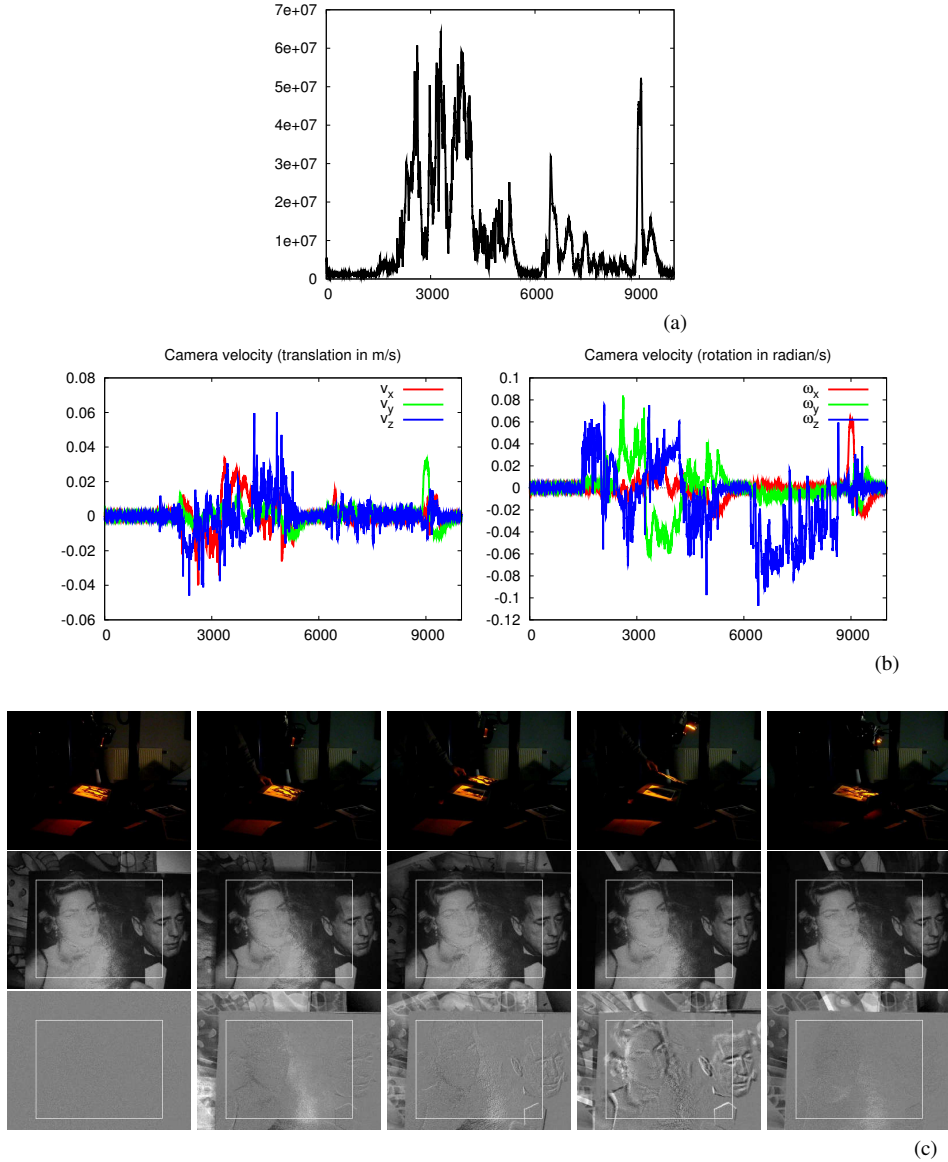 7e+07
6e+07
5e+07
4e+07
3e+07
2e+07
1e+07
0
0 3000 6000 9000
(a)
Camera velocity (translation in m/s)
0.08
0.06
0.04
0.02
0
-0.02
-0.04
-0.06
0 3000 6000 9000
v_x
v_y
v_z
Camera velocity (rotation in radian/s)
0.1
0.08
0.06
0.04
0.02
0
-0.02
-0.04
-0.06
-0.08
-0.1
-0.12
0 3000 6000 9000
ω_x
ω_y
ω_z
(b)
(c)